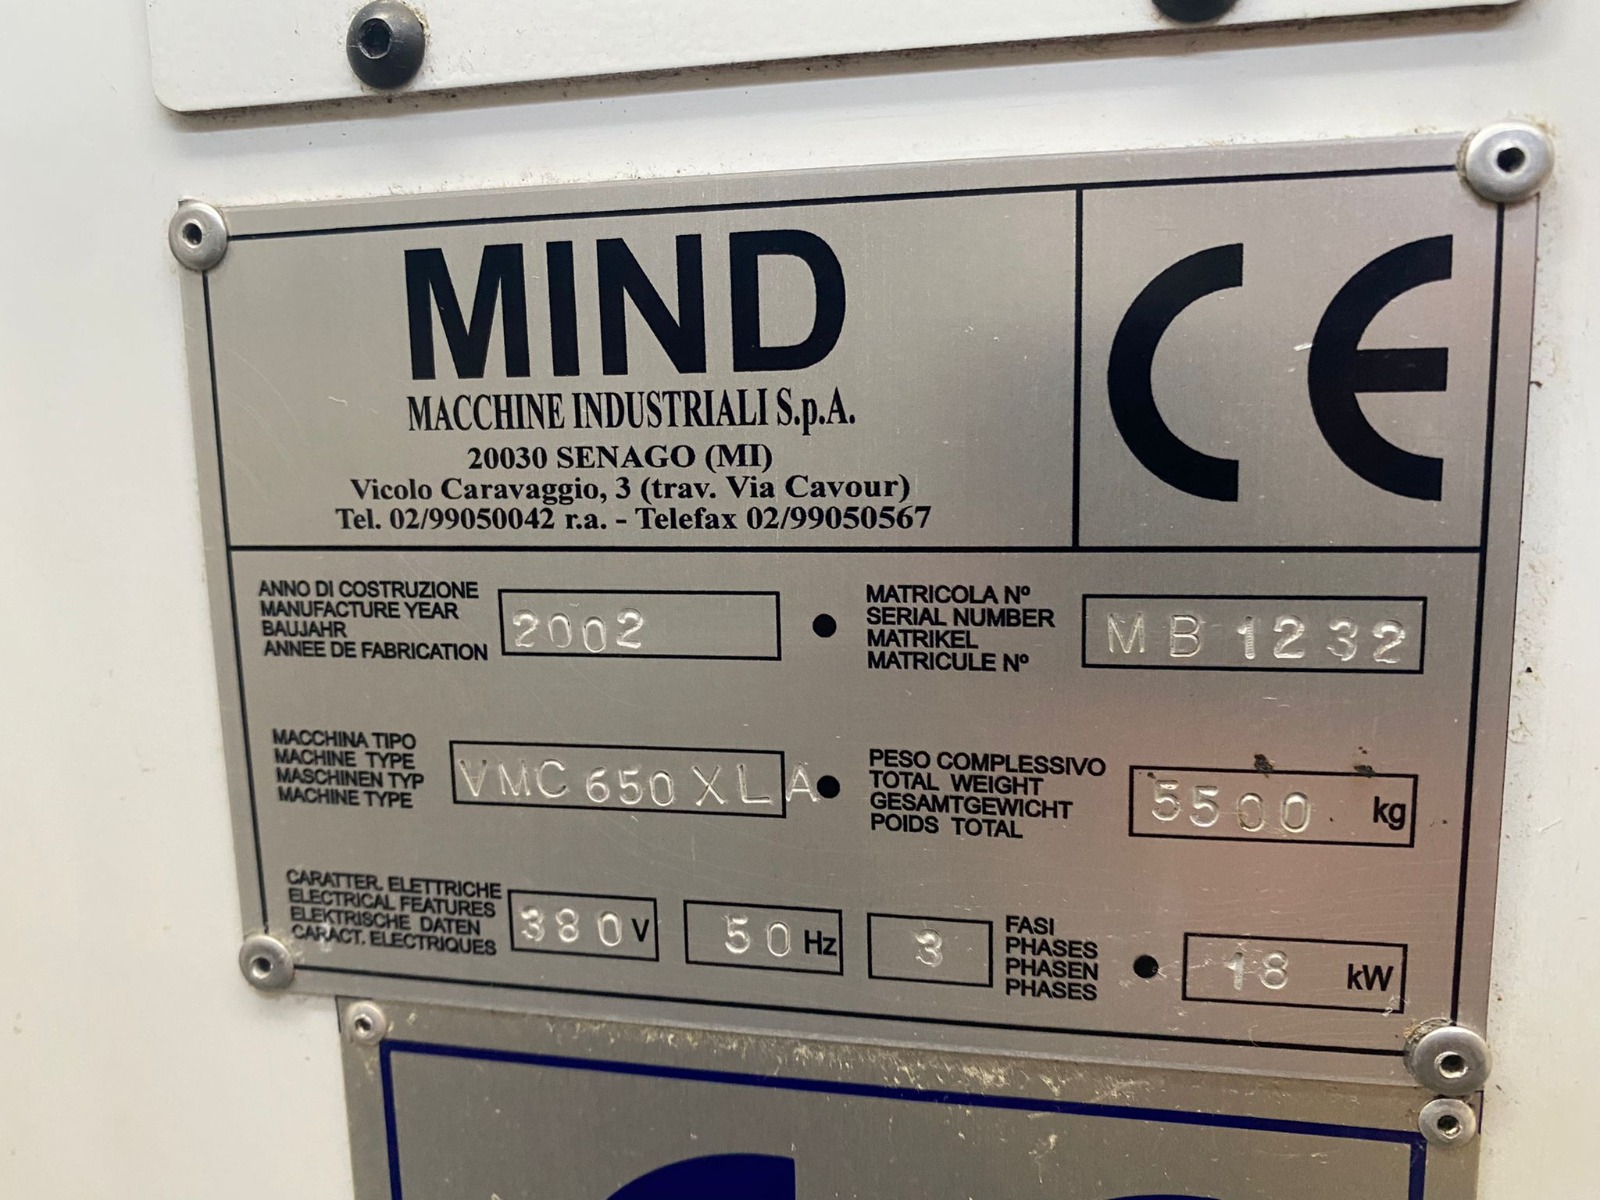 MIND
MACCHINE INDUSTRIALI S.p.A.
20030 SENAGO (MI)
Vicolo Caravaggio, 3 (trav. Via Cavour)
Tel. 02/99050042 r.a. - Telefax 02/99050567
CE
ANNO DI COSTRUZIONE
MANUFACTURE YEAR
BAUJAHR
ANNEE DE FABRICATION
2002
MATRICOLA Nº
SERIAL NUMBER
MATRIKEL
MATRICULE Nº
MB1232
MACCHINA TIPO
MACHINE TYPE
MASCHINEN TYP
MACHINE TYPE
VMC 650 XLA
PESO COMPLESSIVO
TOTAL WEIGHT
GESAMTGEWICHT
POIDS TOTAL
5500 kg
CARATTER. ELETTRICHE
ELECTRICAL FEATURES
ELEKTRISCHE DATEN
CARACT. ELECTRIQUES
380 V
50 Hz
3
FASI
PHASES
PHASEN
PHASES
18 kW